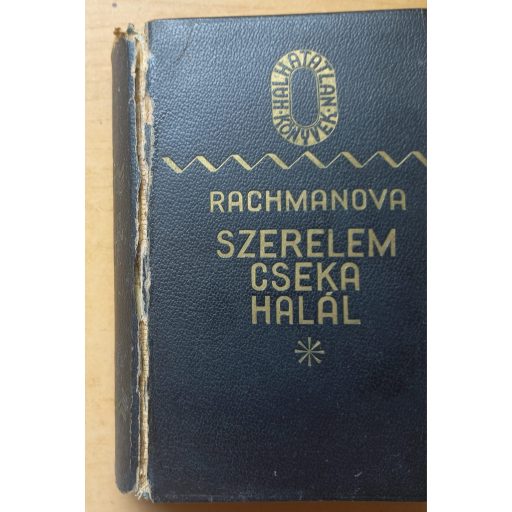 HALHATATLAN
KÖNYVEK
RACHMANOVA
SZERELEM
CSEKA
HALÁL